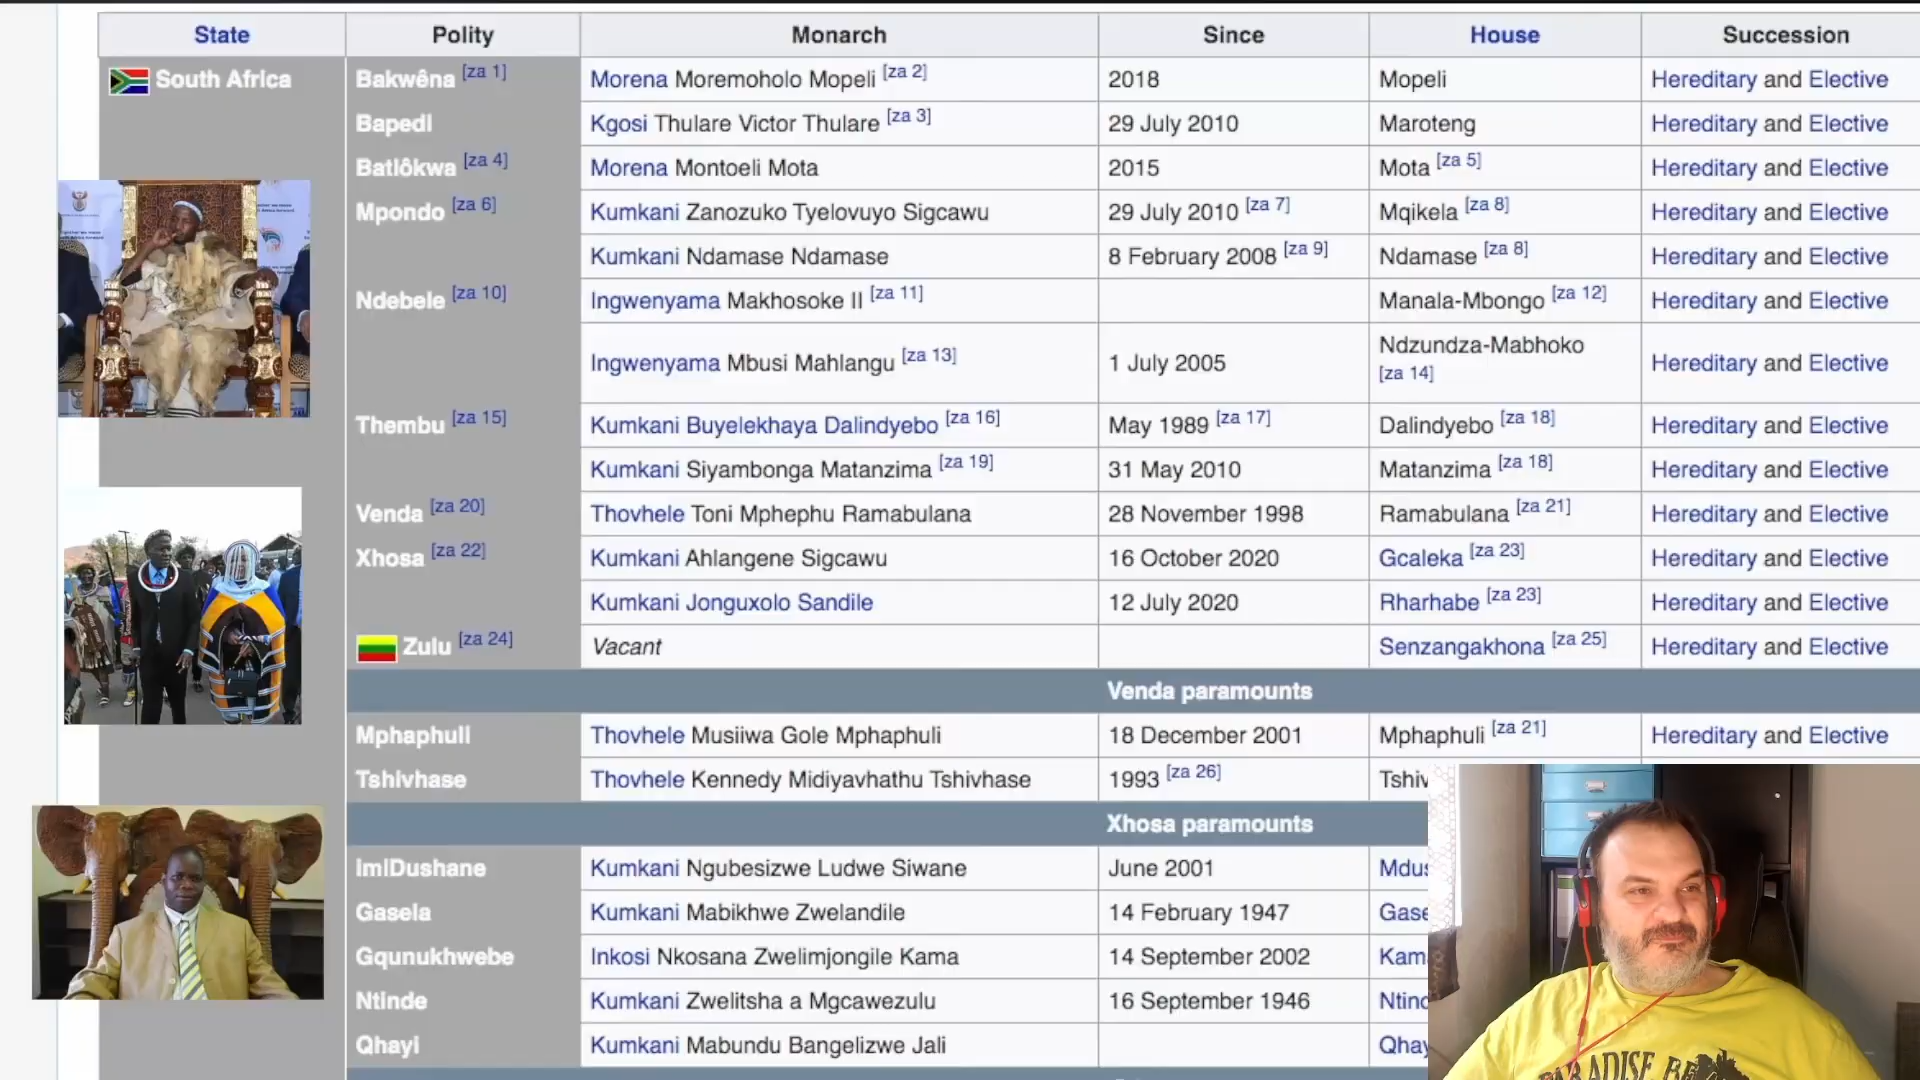 State Polity Monarch Since House Succession
South Africa Bakwêna [za 1] Morena Moremoholo Mopeli [za 2] 2018 Mopeli Hereditary and Elective
Bapedi Kgosi Thulare Victor Thulare [za 3] 29 July 2010 Maroteng Hereditary and Elective
Batlôkwa [za 4] Morena Montoeli Mota 2015 Mota [za 5] Hereditary and Elective
Mpondo [za 6] Kumkani Zanozuko Tyelovuyo Sigcawu 29 July 2010 [za 7] Mqikela [za 8] Hereditary and Elective
Kumkani Ndamase Ndamase 8 February 2008 [za 9] Ndamase [za 8] Hereditary and Elective
Ndebele [za 10] Ingwenyama Makhosoke II [za 11] Manala-Mbongo [za 12] Hereditary and Elective
Ingwenyama Mbusi Mahlangu [za 13] 1 July 2005 Ndzundza-Mabhoko [za 14] Hereditary and Elective
Thembu [za 15] Kumkani Buyelekhaya Dalindyebo [za 16] May 1989 [za 17] Dalindyebo [za 18] Hereditary and Elective
Kumkani Siyambonga Matanzima [za 19] 31 May 2010 Matanzima [za 18] Hereditary and Elective
Venda [za 20] Thovhele Toni Mphephu Ramabulana 28 November 1998 Ramabulana [za 21] Hereditary and Elective
Xhosa [za 22] Kumkani Ahlangene Sigcawu 16 October 2020 Gcaleka [za 23] Hereditary and Elective
Kumkani Jonguxolo Sandile 12 July 2020 Rharhabe [za 23] Hereditary and Elective
Zulu [za 24] Vacant Senzangakhona [za 25] Hereditary and Elective
Venda paramounts
Mphaphuli Thovhele Musiiwa Gole Mphaphuli 18 December 2001 Mphaphuli [za 21] Hereditary and Elective
Tshivhase Thovhele Kennedy Midiyavhathu Tshivhase 1993 [za 26] Tshiv
Xhosa paramounts
ImiDushane Kumkani Ngubesizwe Ludwe Siwane June 2001 Mdus
Gasela Kumkani Mabikhwe Zwelandile 14 February 1947 Gase
Gqunukhwebe Inkosi Nkosana Zwelimjongile Kama 14 September 2002 Kam
Ntinde Kumkani Zwelitsha a Mgcawezulu 16 September 1946 Ntin
Qhayi Kumkani Mabundu Bangelizwe Jali Qhay
PARADISE